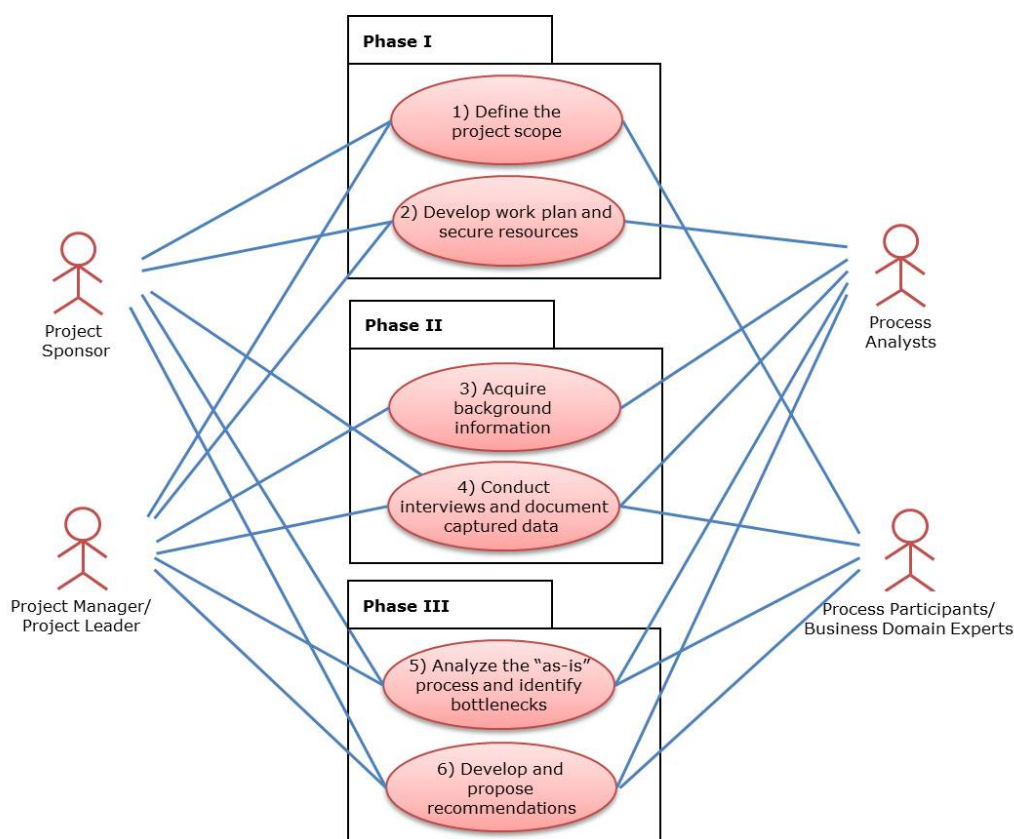 Phase I
1) Define the
project scope
2) Develop work plan and
secure resources
Project
Sponsor
Process
Analysts
Phase II
3) Acquire
background
information
4) Conduct
interviews and document
captured data
Project Manager/
Project Leader
Process Participants/
Business Domain Experts
Phase III
5) Analyze the “as-is”
process and identify
bottlenecks
6) Develop and
propose
recommendations